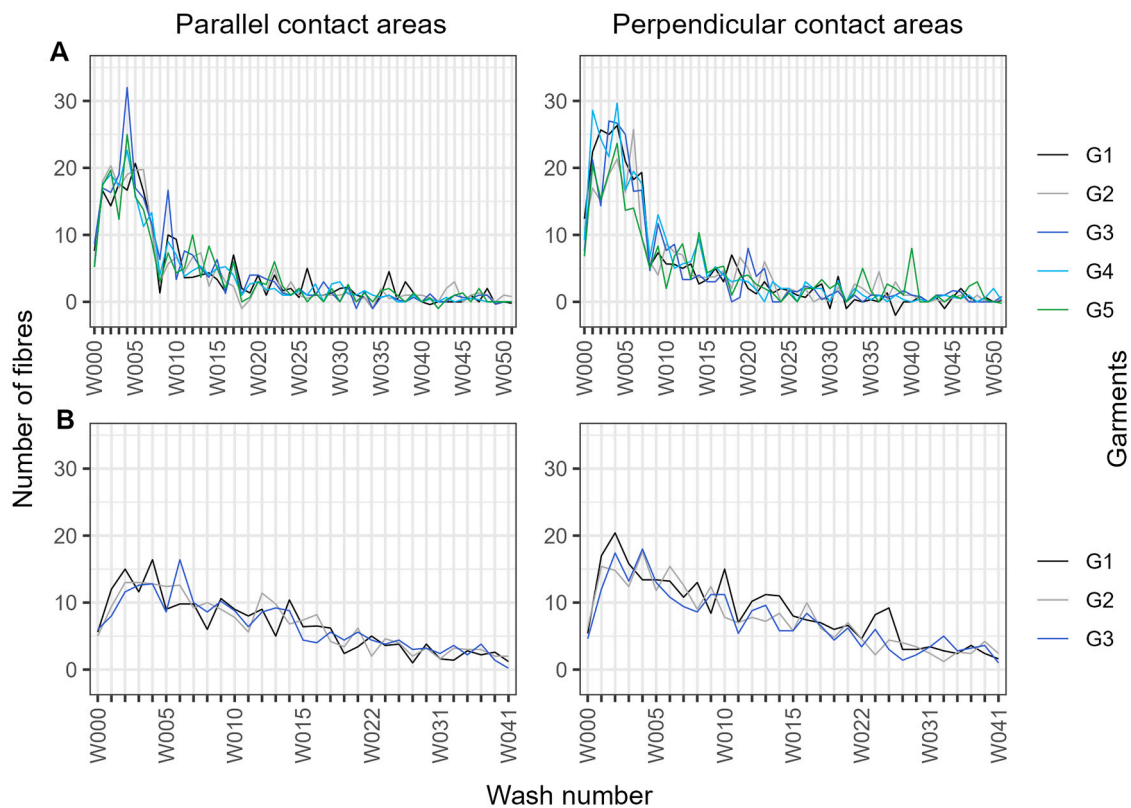 Parallel contact areas
Perpendicular contact areas
A
30
20
10
0
W000
W005
W010
W015
W020
W025
W030
W035
W040
W045
W050
30
20
10
0
W000
W005
W010
W015
W020
W025
W030
W035
W040
W045
W050
G1
G2
G3
G4
G5
Number of fibres
Garments
B
30
20
10
0
W000
W005
W010
W015
W022
W031
W041
30
20
10
0
W000
W005
W010
W015
W022
W031
W041
G1
G2
G3
Wash number